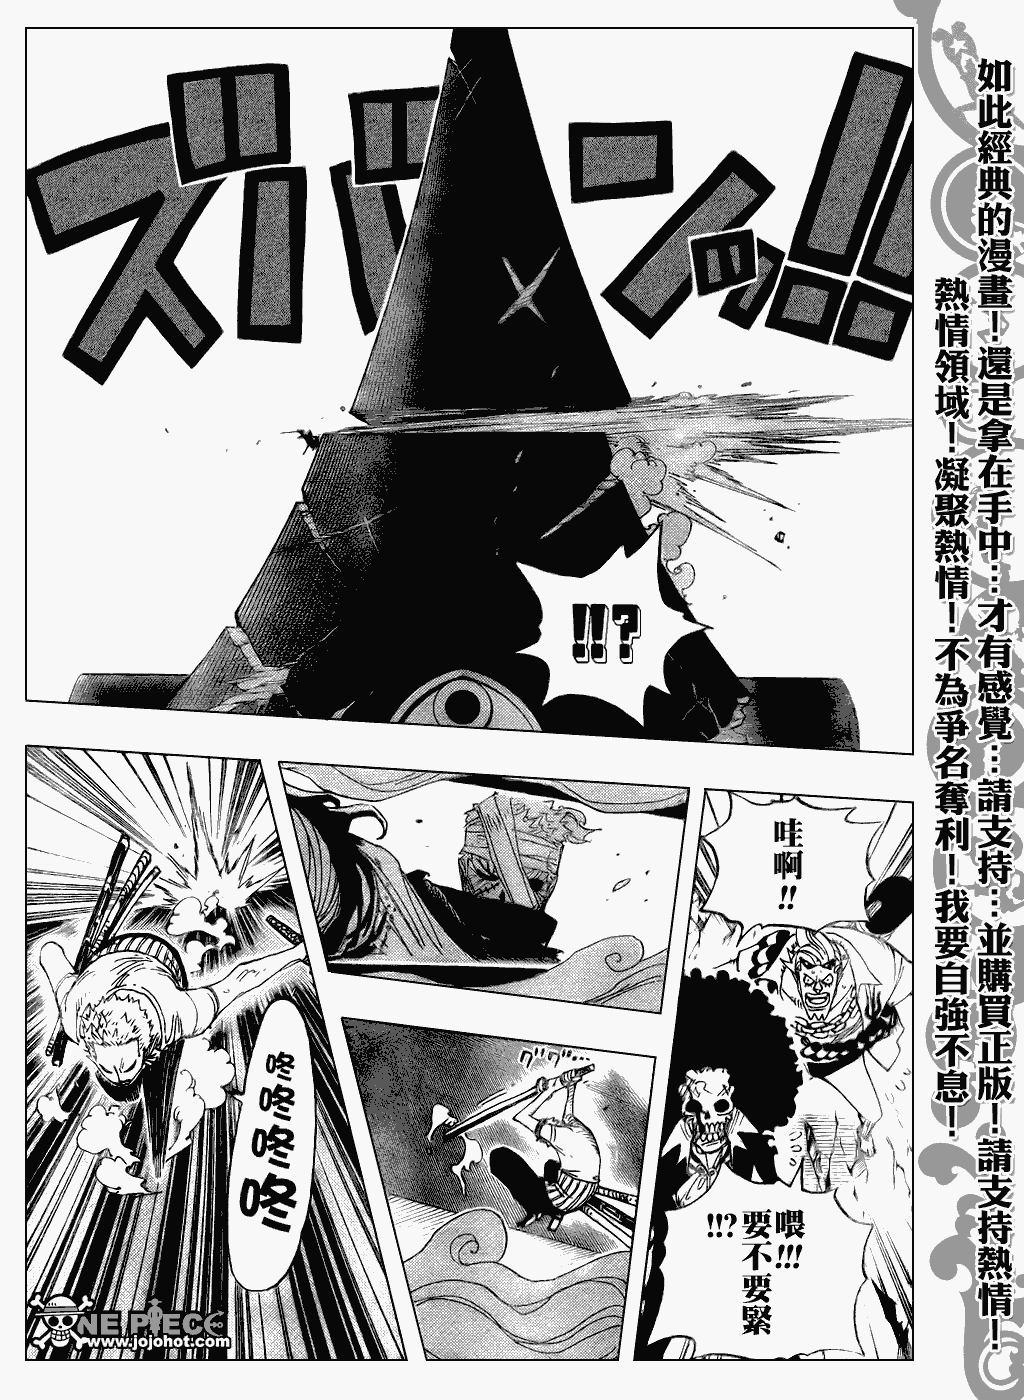 如此經典的漫畫！還是拿在手中…才有感覺…請支持…並購買正版！請支持熱情！
熱情領域！凝聚熱情！不為爭名奪利！我要自強不息！
ズバン!!
!!?
哇啊!!
喂!!!
要不要緊
!!?
咚咚咚咚
ONE PIECE
www.jojohot.com